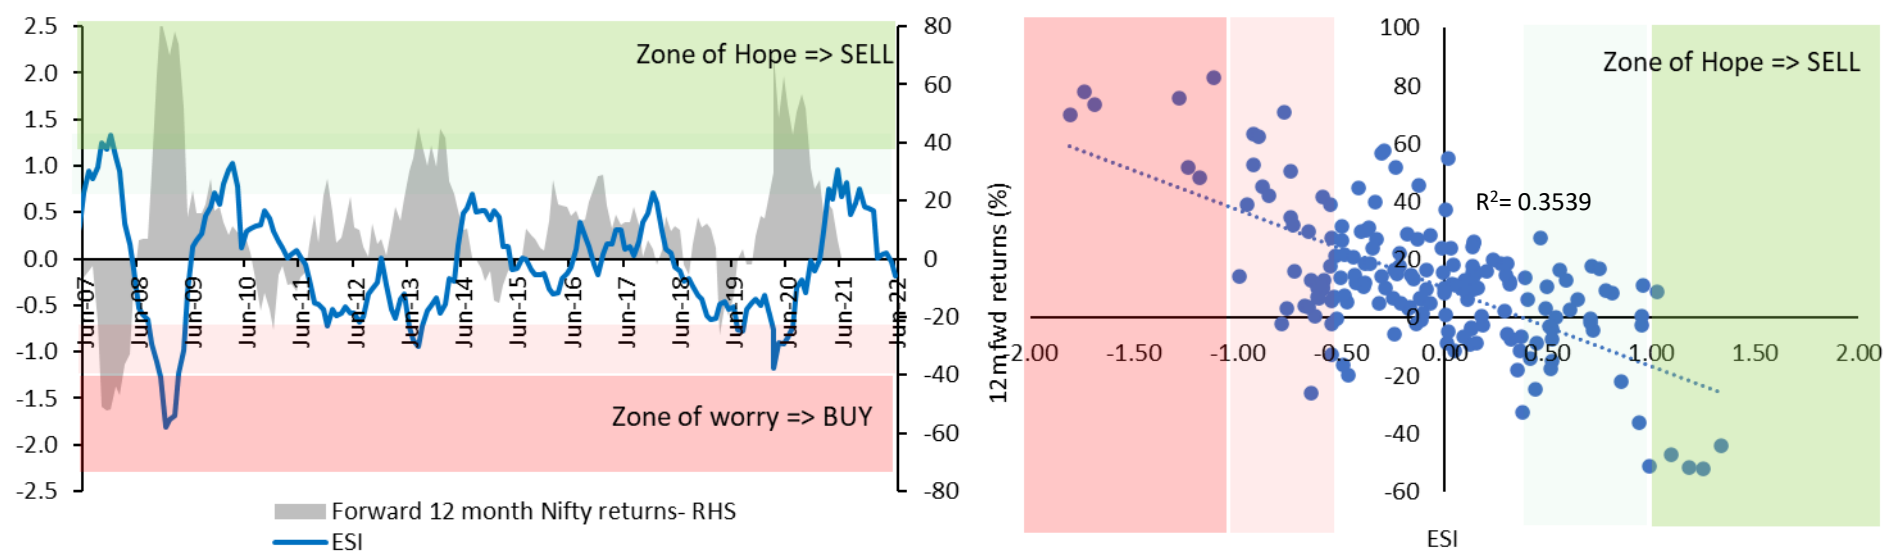 2.5
2.0
1.5
1.0
0.5
0.0
-0.5
-1.0
-1.5
-2.0
-2.5
80
60
40
20
0
-20
-40
-60
-80
Zone of Hope => SELL
Zone of worry => BUY
Jun-07
Jun-08
Jun-09
Jun-10
Jun-11
Jun-12
Jun-13
Jun-14
Jun-15
Jun-16
Jun-17
Jun-18
Jun-19
Jun-20
Jun-21
Jun-22
Forward 12 month Nifty returns- RHS
ESI
12m fwd returns (%)
100
80
60
40
20
0
-20
-40
-60
Zone of Hope => SELL
R²= 0.3539
-2.00
-1.50
-1.00
-0.50
0.00
0.50
1.00
1.50
2.00
ESI